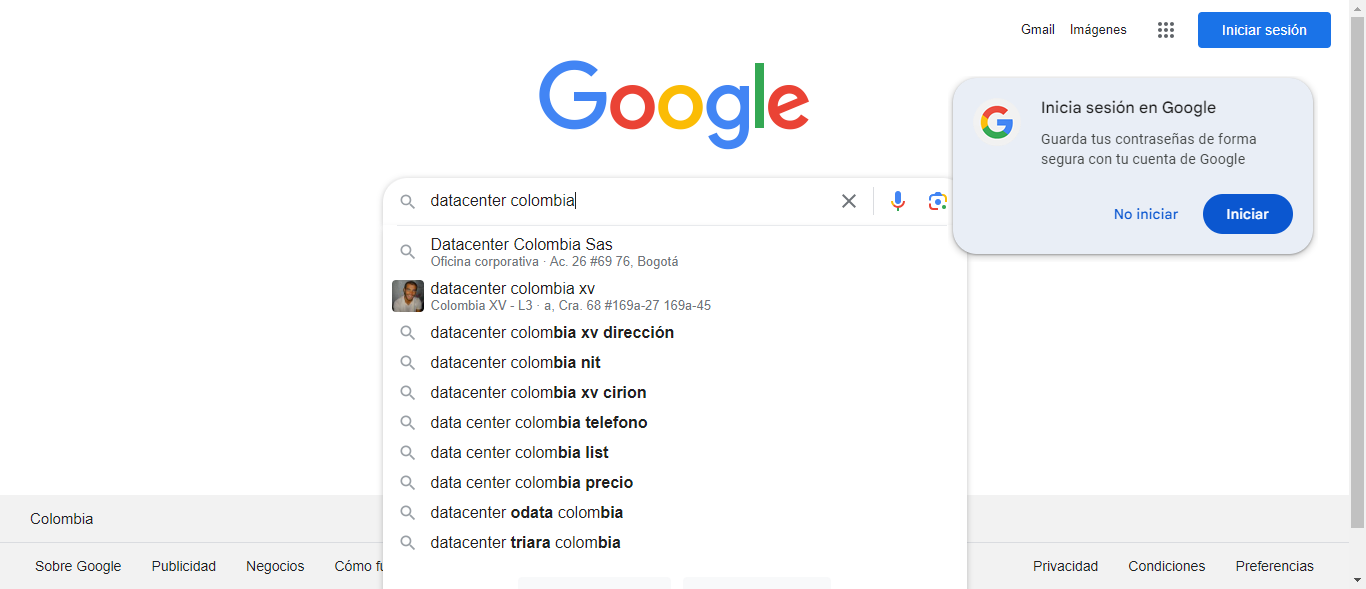 Gmail Imágenes Iniciar sesión
Google
Inicia sesión en Google
Guarda tus contraseñas de forma
segura con tu cuenta de Google
No iniciar Iniciar
datacenter colombia
Datacenter Colombia Sas
Oficina corporativa · Ac. 26 #69 76, Bogotá
datacenter colombia xv
Colombia XV - L3 · a, Cra. 68 #169a-27 169a-45
datacenter colombia xv dirección
datacenter colombia nit
datacenter colombia xv cirion
data center colombia telefono
data center colombia list
data center colombia precio
datacenter odata colombia
datacenter triara colombia
Colombia
Sobre Google Publicidad Negocios Cómo Privacidad Condiciones Preferencias